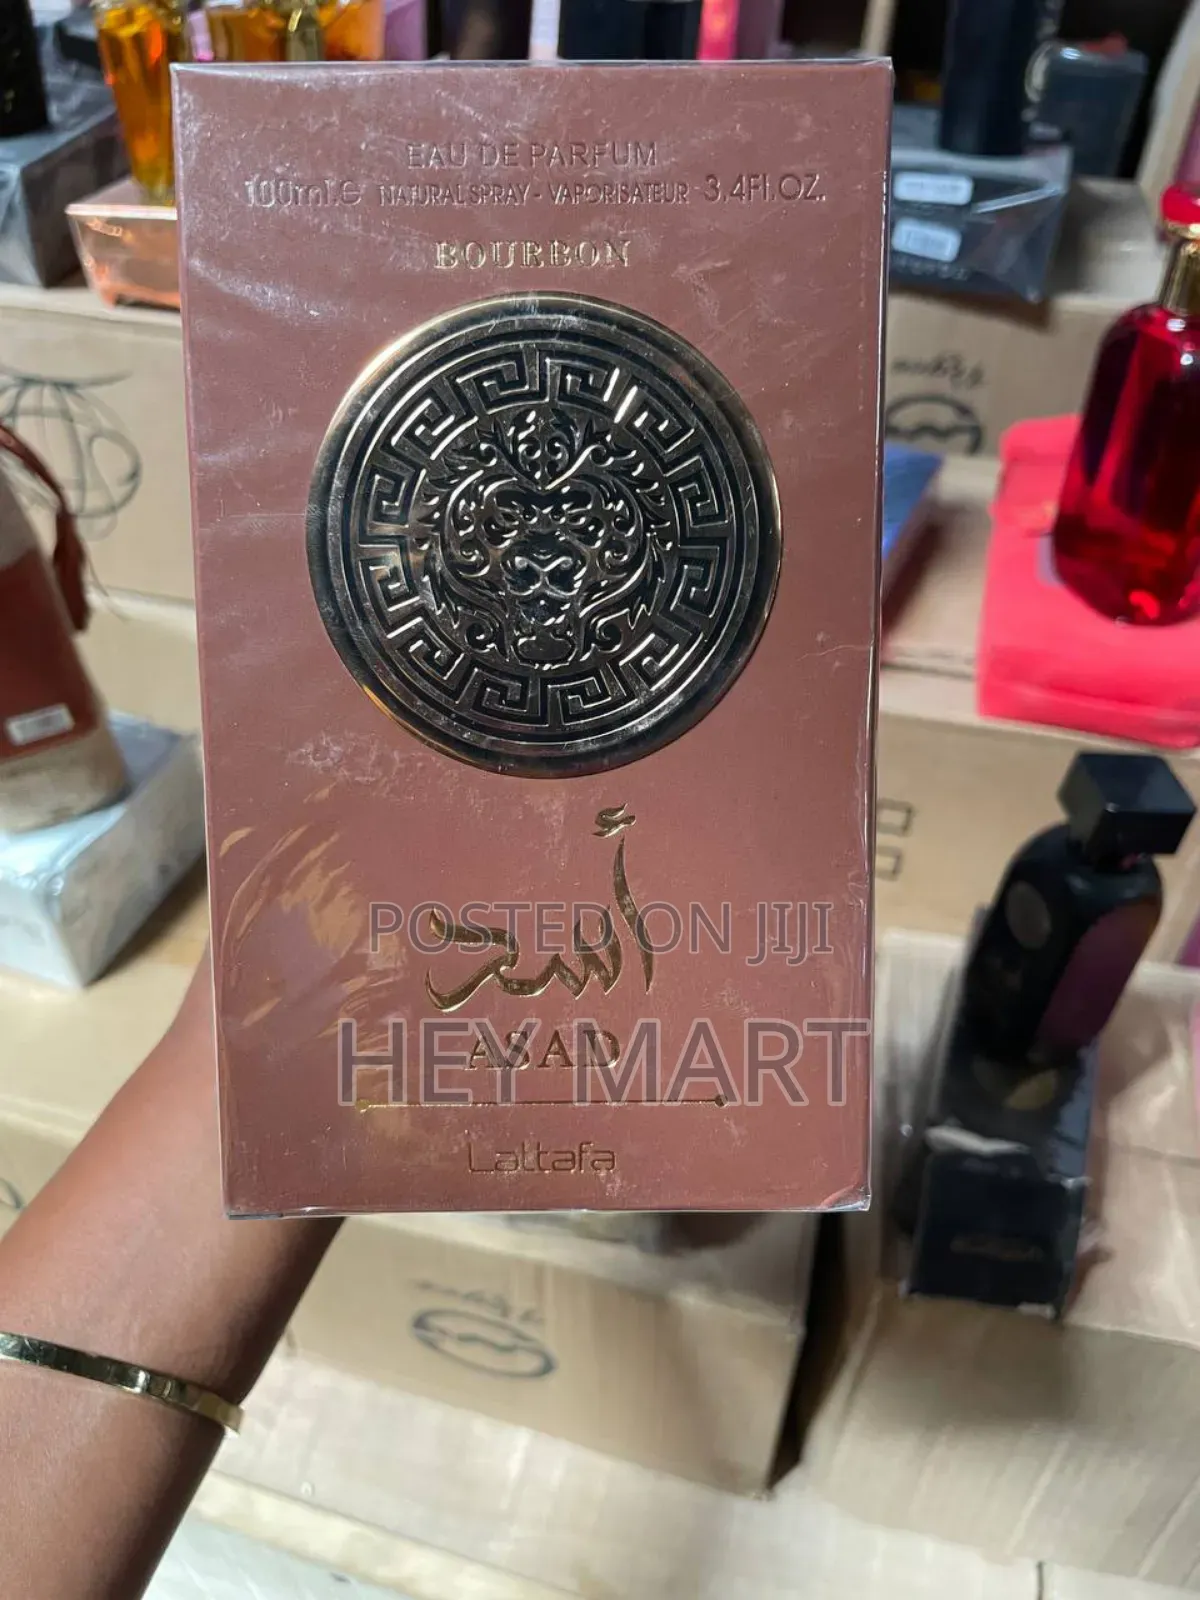 EAU DE PARFUM
100ml.℮ NATURAL SPRAY - VAPORISATEUR 3.4Fl.OZ.
BOURBON
أسد
POSTED ON JIJI
ASAD
HEY MART
Lattafa